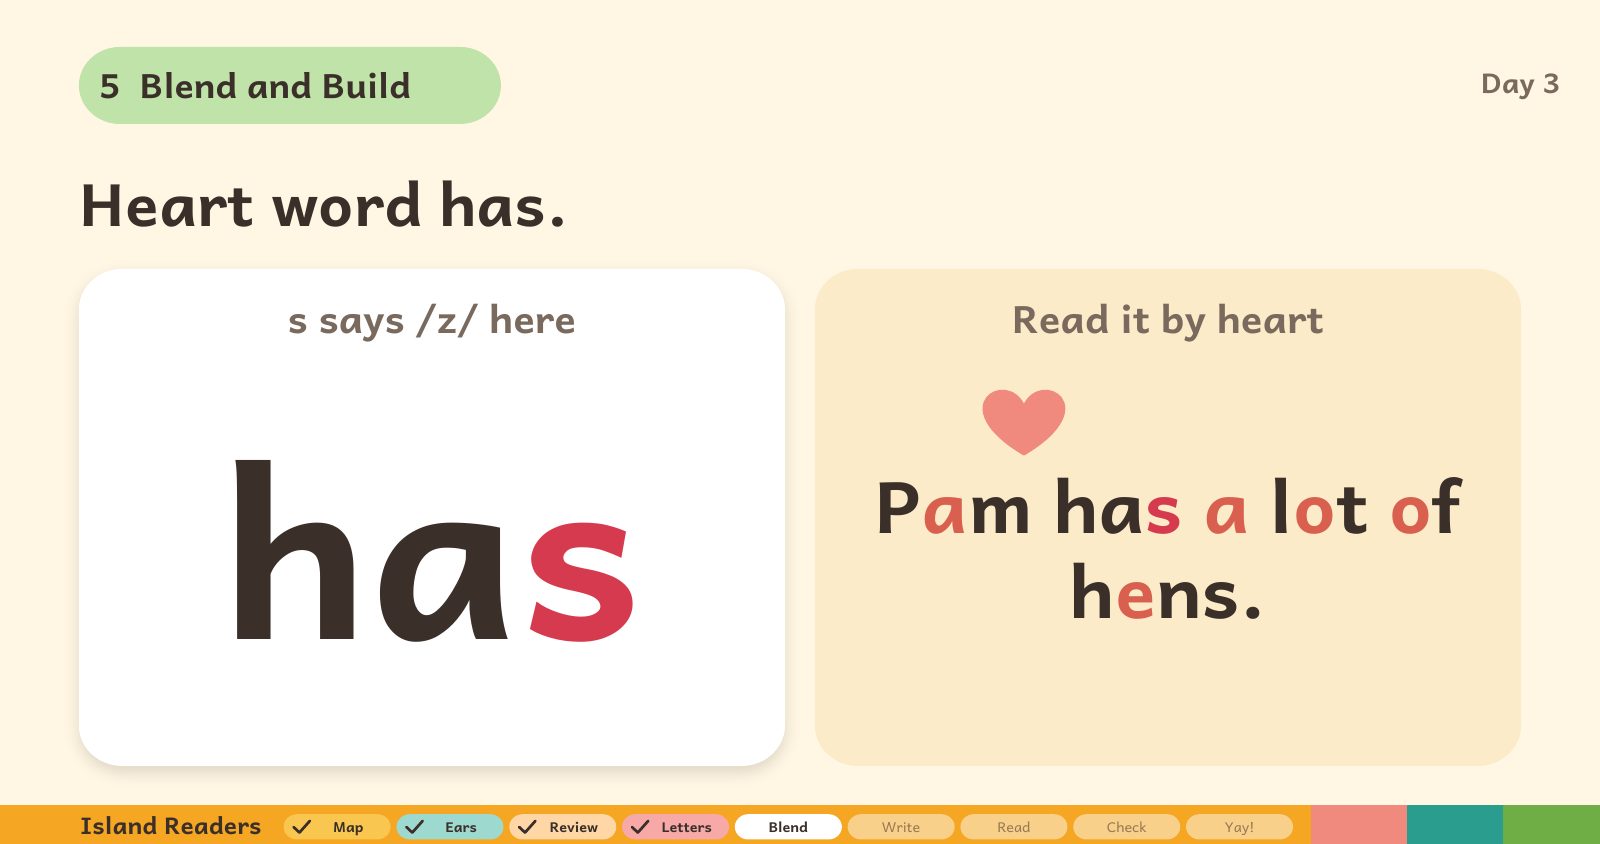 5 Blend and Build
Day 3
Heart word has.
s says /z/ here
has
Read it by heart
Pam has a lot of
hens.
Island Readers
Map
Ears
Review
Letters
Blend
Write
Read
Check
Yay!